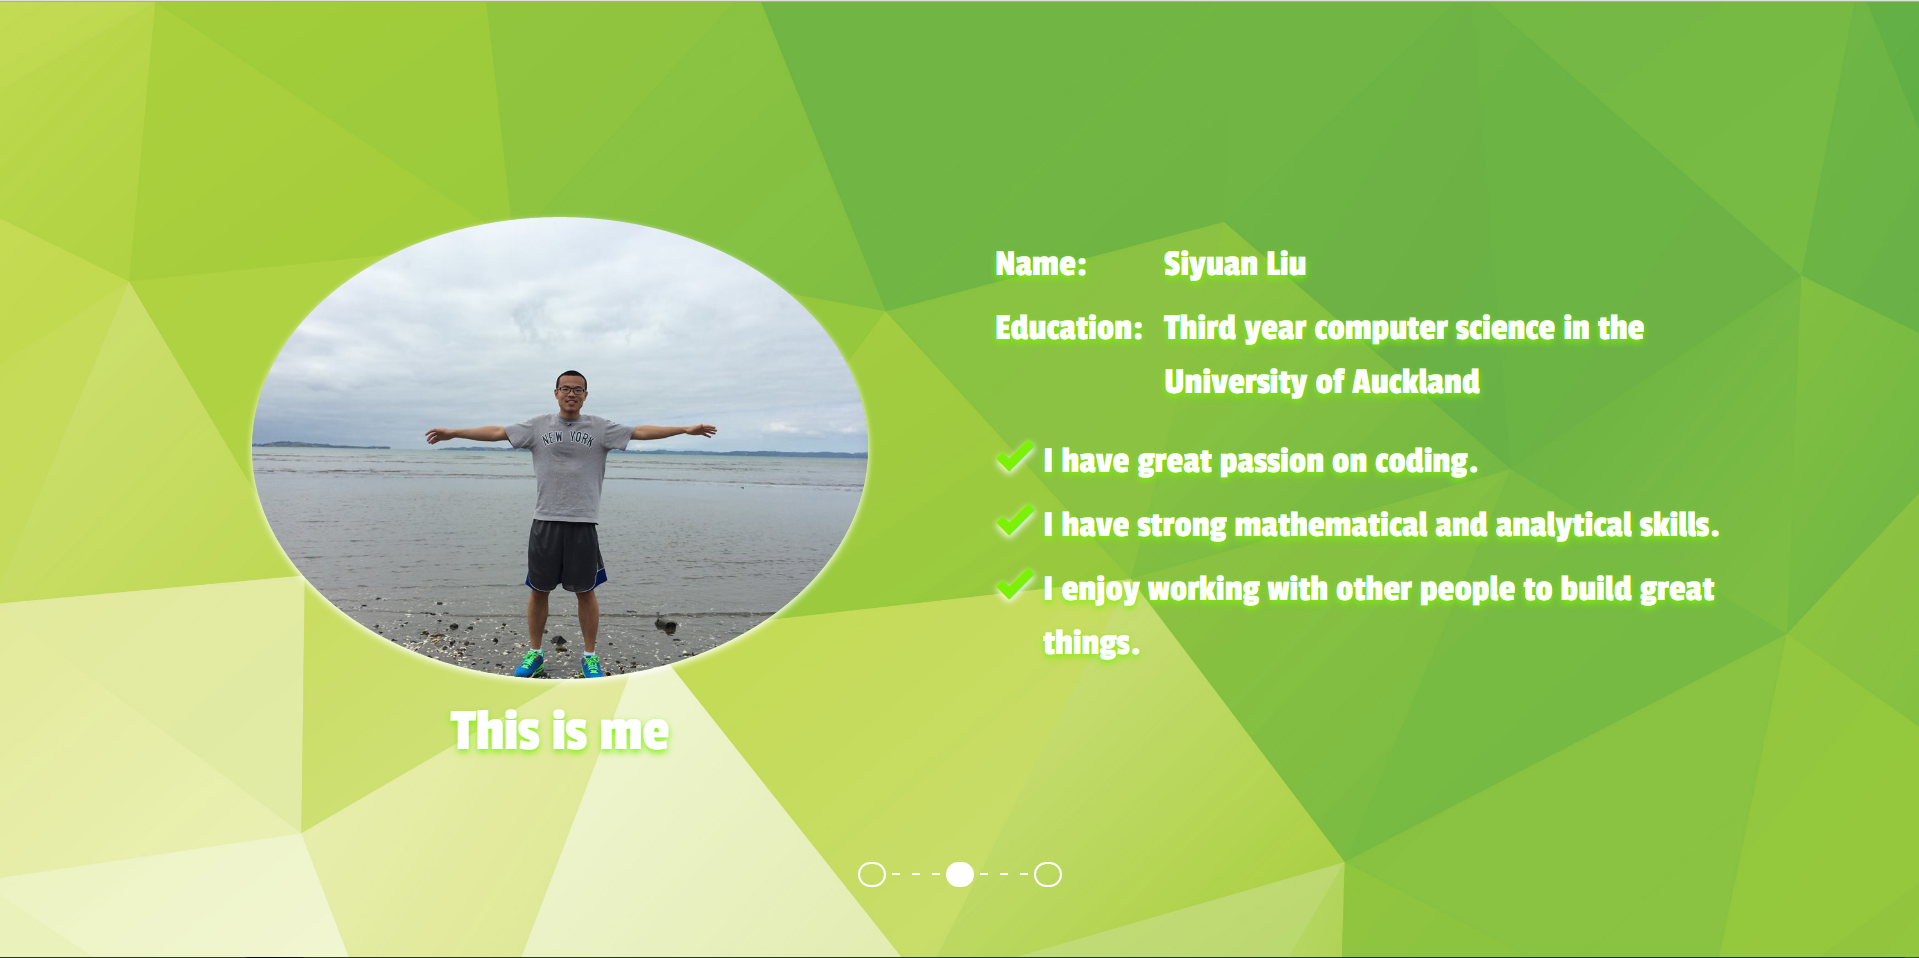 Name: Siyuan Liu
Education: Third year computer science in the
University of Auckland
I have great passion on coding.
I have strong mathematical and analytical skills.
I enjoy working with other people to build great
things.
NEW YORK
This is me